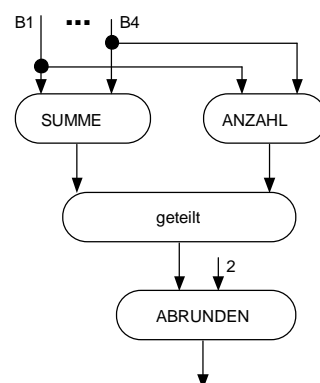 B1 ... B4
SUMME ANZAHL
geteilt
2
ABRUNDEN